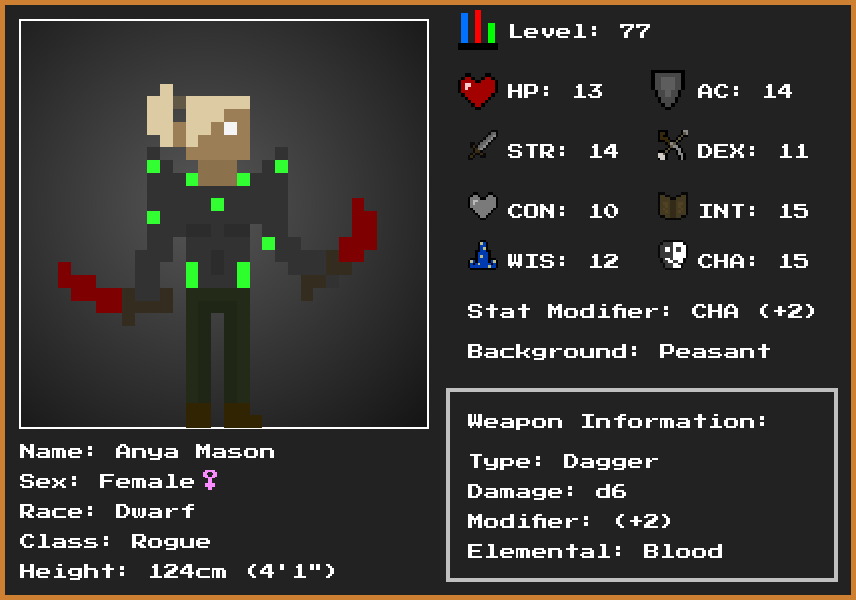 Level: 77
HP: 13
AC: 14
STR: 14
DEX: 11
CON: 10
INT: 15
WIS: 12
CHA: 15
Stat Modifier: CHA (+2)
Background: Peasant
Weapon Information:
Type: Dagger
Damage: d6
Modifier: (+2)
Elemental: Blood
Name: Anya Mason
Sex: Female♀
Race: Dwarf
Class: Rogue
Height: 124cm (4'1")